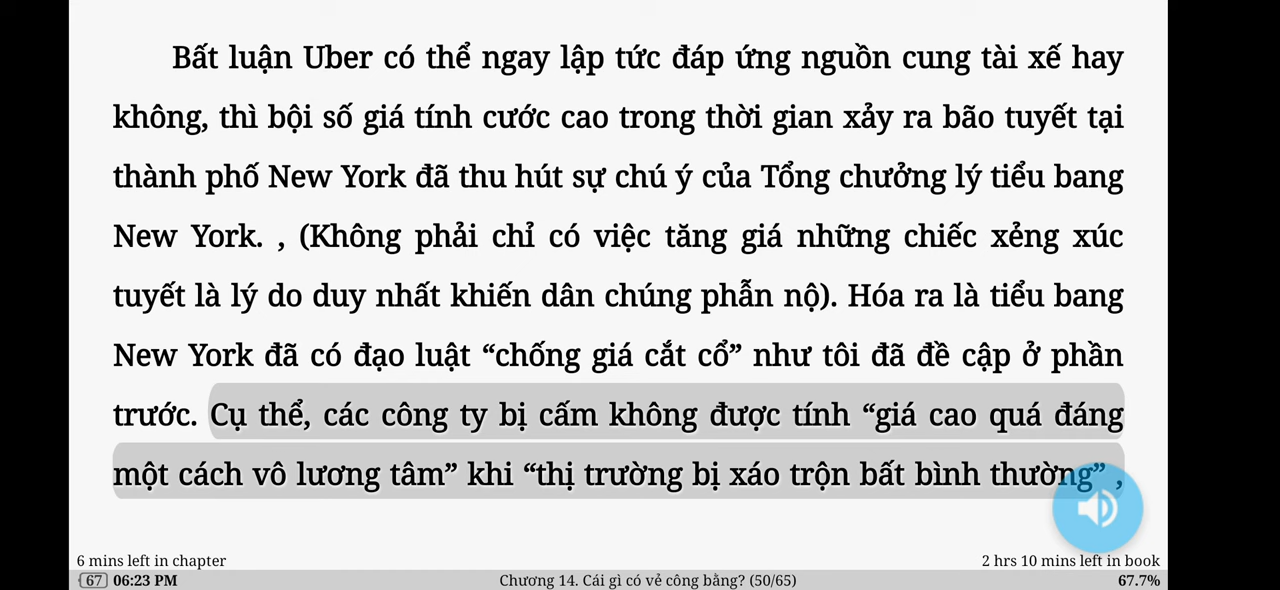 Bất luận Uber có thể ngay lập tức đáp ứng nguồn cung tài xế hay
không, thì bội số giá tính cước cao trong thời gian xảy ra bão tuyết tại
thành phố New York đã thu hút sự chú ý của Tổng chưởng lý tiểu bang
New York. , (Không phải chỉ có việc tăng giá những chiếc xẻng xúc
tuyết là lý do duy nhất khiến dân chúng phẫn nộ). Hóa ra là tiểu bang
New York đã có đạo luật “chống giá cắt cổ” như tôi đã đề cập ở phần
trước. Cụ thể, các công ty bị cấm không được tính “giá cao quá đáng
một cách vô lương tâm” khi “thị trường bị xáo trộn bất bình thường” ,
6 mins left in chapter 2 hrs 10 mins left in book
67 06:23 PM Chương 14. Cái gì có vẻ công bằng? (50/65) 67.7%